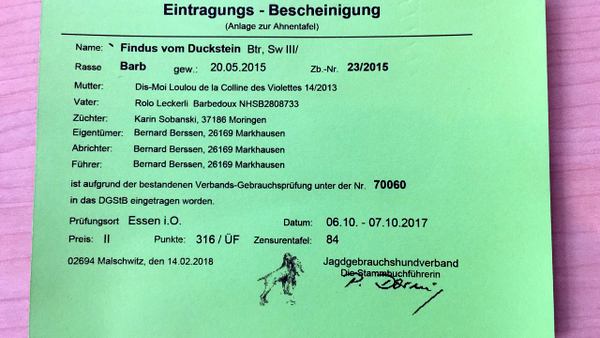 Eintragungs - Bescheinigung
(Anlage zur Ahnentafel)
Name: Findus vom Duckstein Btr, Sw III/
Rasse Barb gew.: 20.05.2015 Zb.-Nr. 23/2015
Mutter: Dis-Moi Loulou de la Colline des Violettes 14/2013
Vater: Rolo Leckerli Barbedoux NHSB2808733
Züchter: Karin Sobanski, 37186 Moringen
Eigentümer: Bernard Berssen, 26169 Markhausen
Abrichter: Bernard Berssen, 26169 Markhausen
Führer: Bernard Berssen, 26169 Markhausen
ist aufgrund der bestandenen Verbands-Gebrauchsprüfung unter der Nr. 70060
in das DGStB eingetragen worden.
Prüfungsort Essen i.O. Datum: 06.10. - 07.10.2017
Preis: II Punkte: 316 / ÜF Zensurentafel: 84
02694 Malschwitz, den 14.02.2018 Jagdgebrauchshundverband
Die Stammbuchführerin